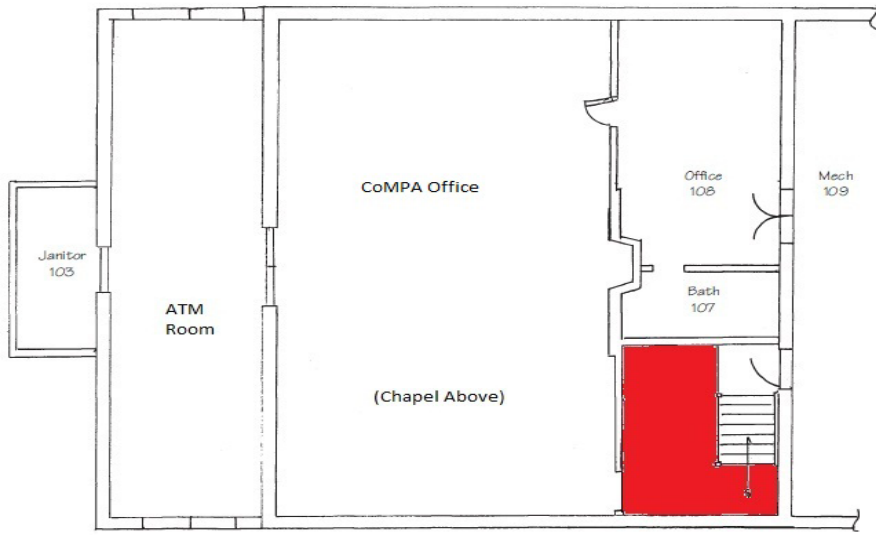 CoMPA Office
Office
108
Mech
109
Janitor
103
ATM
Room
Bath
107
(Chapel Above)